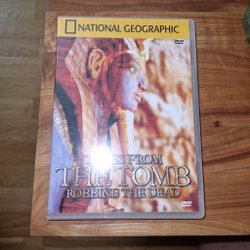 NATIONAL GEOGRAPHIC
DVD
FROM
THE TOMB
ROBBING THE DEAD
DVD